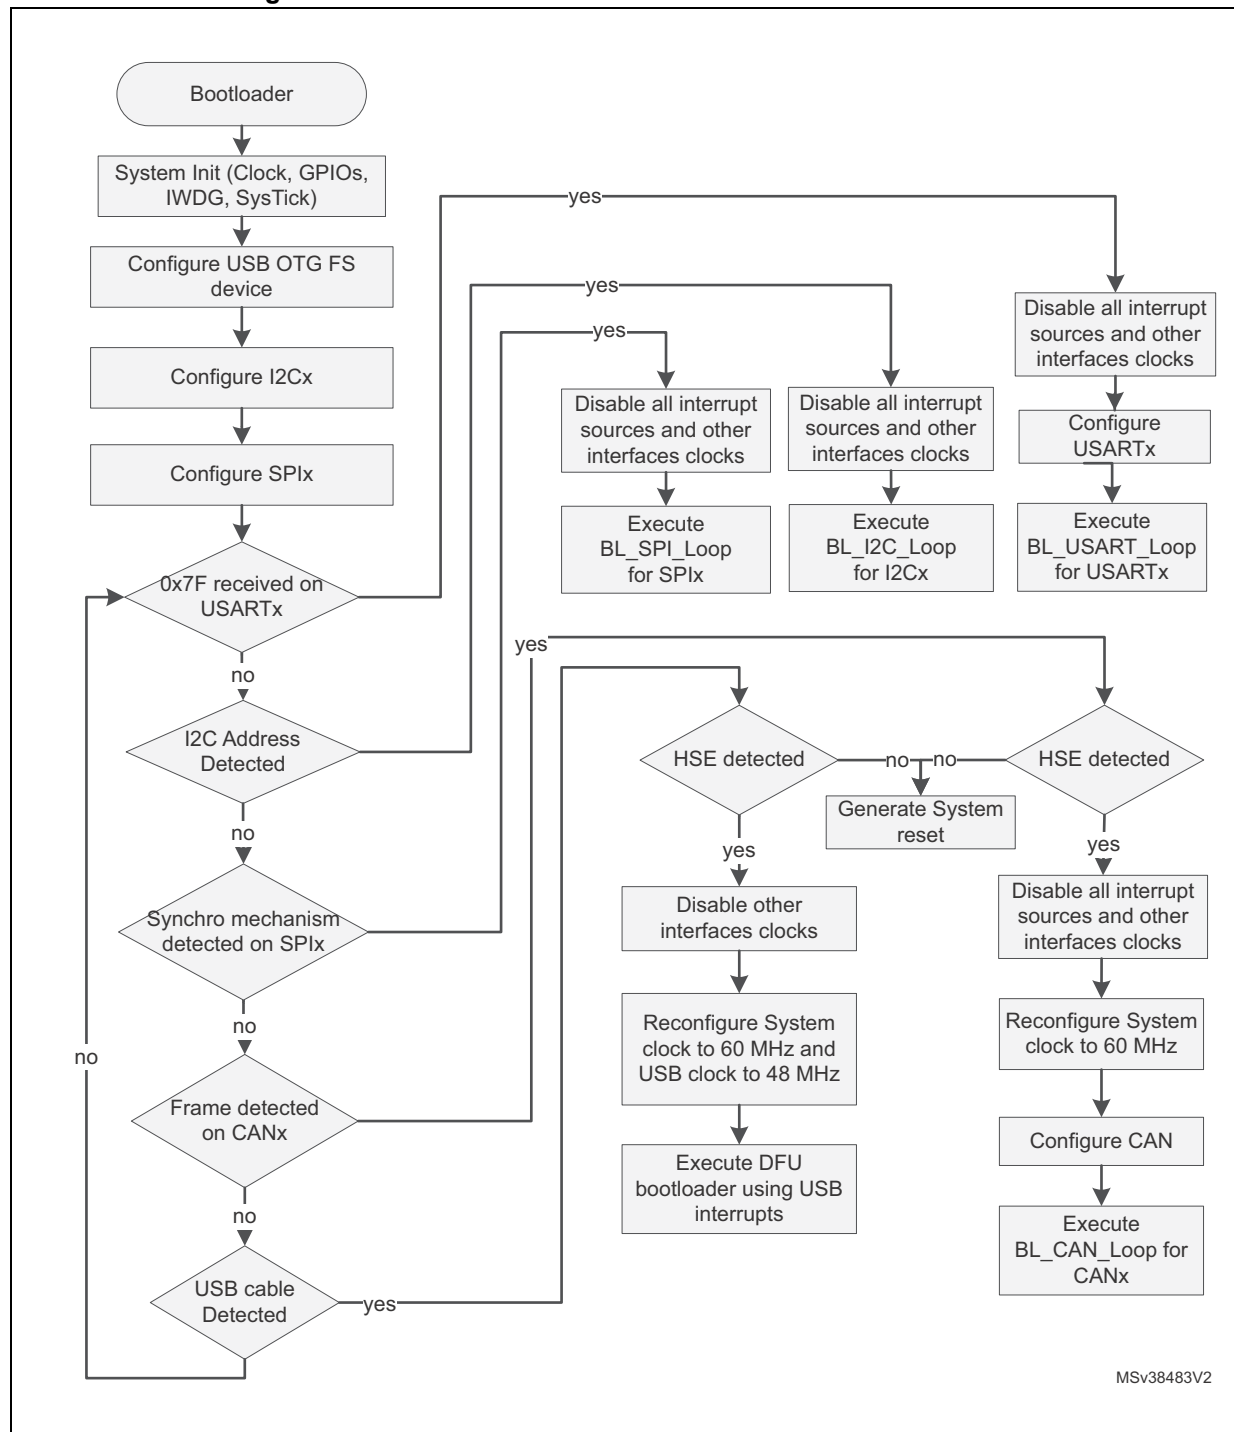 Bootloader
System Init (Clock, GPIOs,
IWDG, SysTick)
Configure USB OTG FS
device
Configure I2Cx
Configure SPIx
0x7F received on
USARTx
no
I2C Address
Detected
no
Synchro mechanism
detected on SPIx
no
no
Frame detected
on CANx
no
USB cable
Detected
yes
yes
yes
yes
Disable all interrupt
sources and other
interfaces clocks
Execute
BL_SPI_Loop
for SPIx
Disable all interrupt
sources and other
interfaces clocks
Execute
BL_I2C_Loop
for I2Cx
Disable all interrupt
sources and other
interfaces clocks
Configure
USARTx
Execute
BL_USART_Loop
for USARTx
yes
HSE detected
no
no
HSE detected
Generate System
reset
yes
Disable other
interfaces clocks
Reconfigure System
clock to 60 MHz and
USB clock to 48 MHz
Execute DFU
bootloader using USB
interrupts
yes
Disable all interrupt
sources and other
interfaces clocks
Reconfigure System
clock to 60 MHz
Configure CAN
Execute
BL_CAN_Loop for
CANx
MSv38483V2